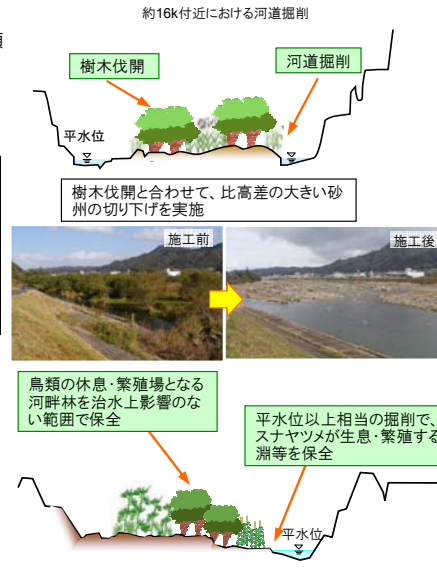 約16k付近における河道掘削
樹木伐開
河道掘削
平水位
樹木伐開と合わせて、比高差の大きい砂
州の切り下げを実施
施工前
施工後
鳥類の休息・繁殖場となる
河畔林を治水上影響のな
い範囲で保全
平水位以上相当の掘削で、
スナヤツメが生息・繁殖する
淵等を保全
平水位